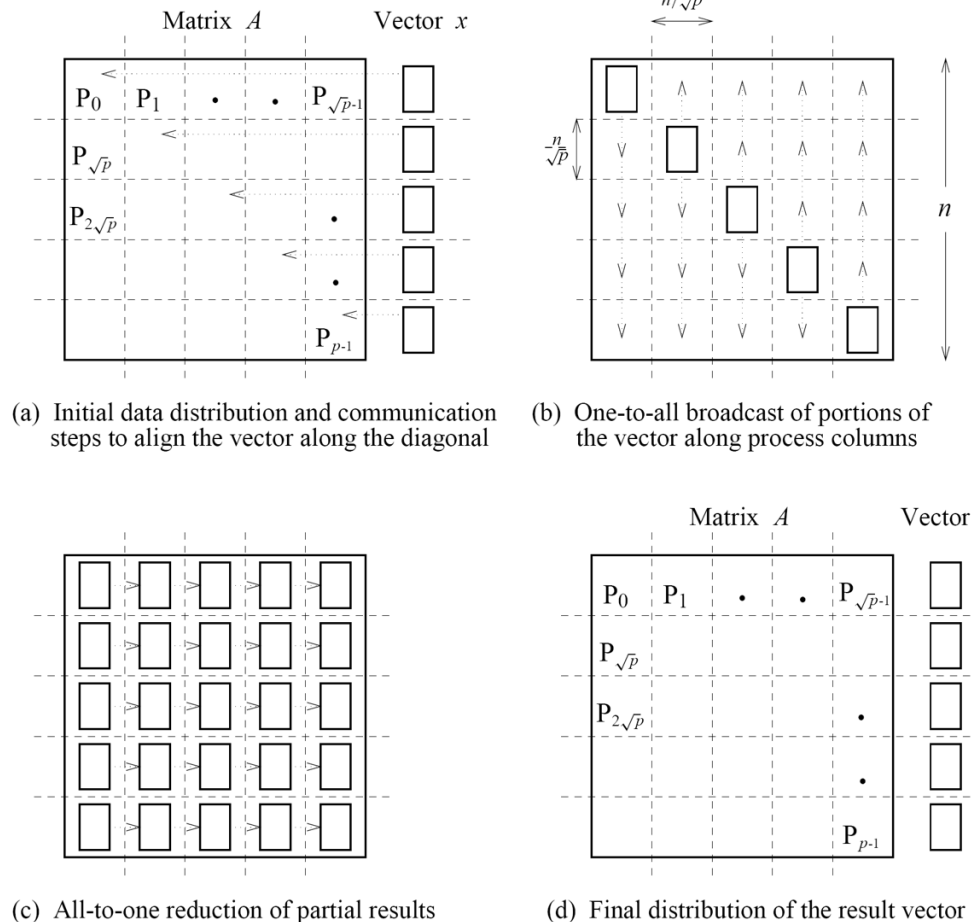 Matrix A Vector x
P0 P1 P√p-1
P√p
P2√p
Pp-1
(a) Initial data distribution and communication
steps to align the vector along the diagonal
n/√p
n/√p
n
(b) One-to-all broadcast of portions of
the vector along process columns
(c) All-to-one reduction of partial results
Matrix A Vector
P0 P1 P√p-1
P√p
P2√p
Pp-1
(d) Final distribution of the result vector